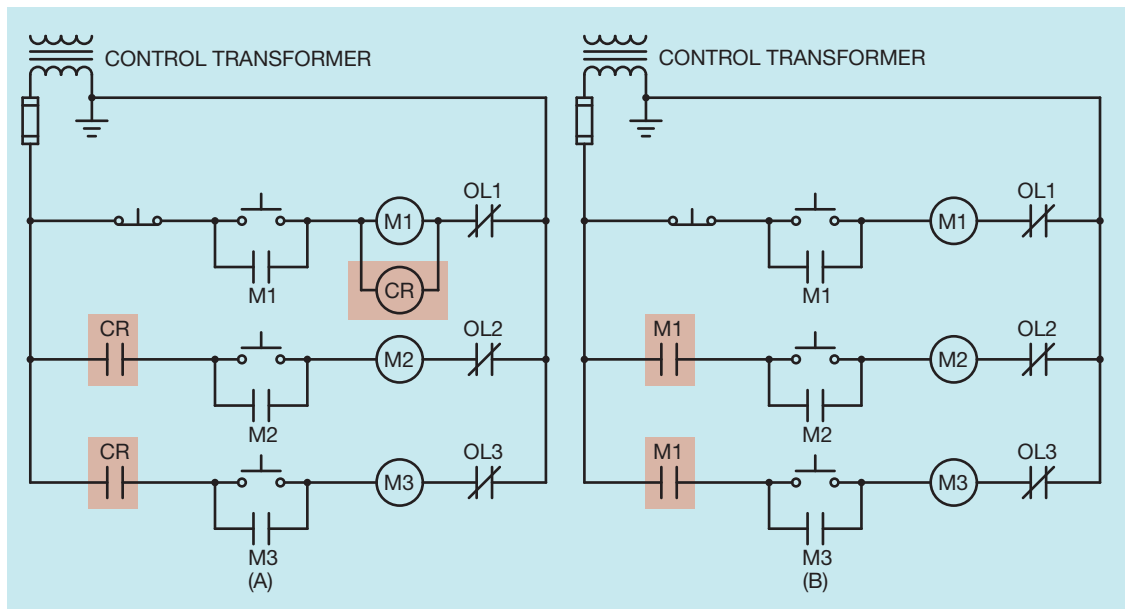 CONTROL TRANSFORMER
OL1
M1
M1
CR
CR
OL2
M2
M2
CR
OL3
M3
M3
(A)
CONTROL TRANSFORMER
OL1
M1
M1
M1
OL2
M2
M2
M1
OL3
M3
M3
(B)